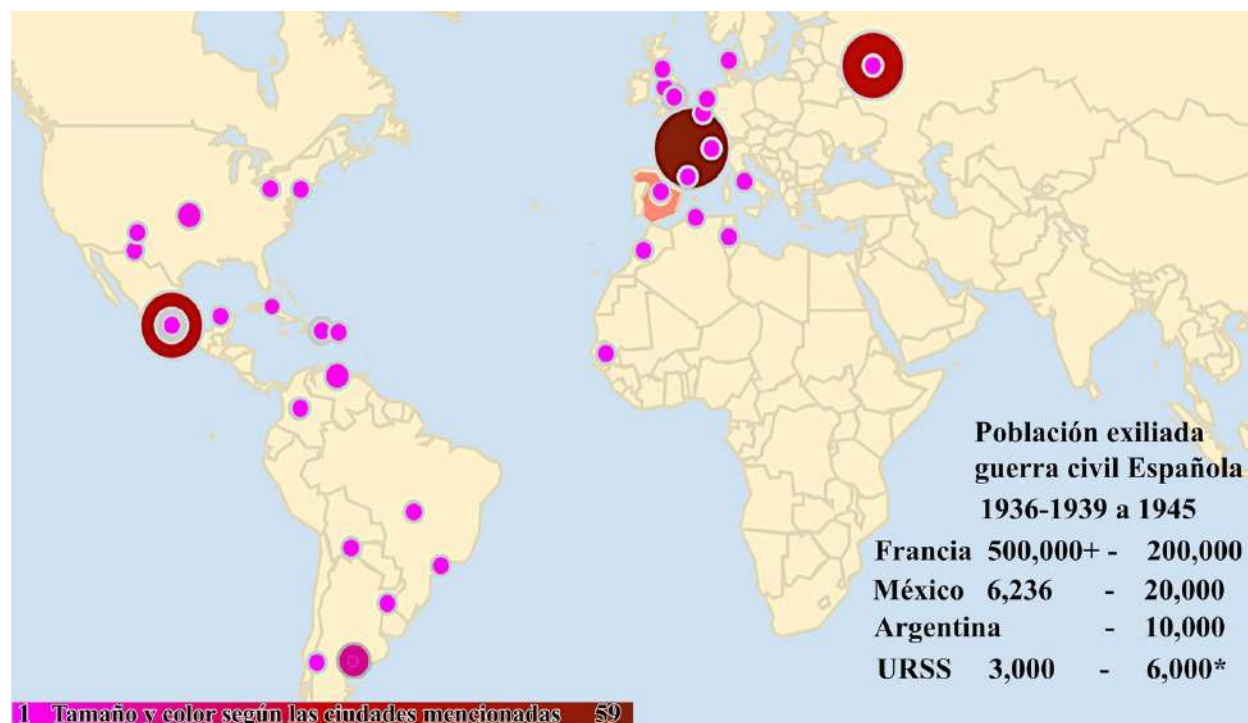 Población exiliada
guerra civil Española
1936-1939 a 1945
Francia 500,000+ - 200,000
México 6,236 - 20,000
Argentina - 10,000
URSS 3,000 - 6,000*
1 Tamaño y color según las ciudades mencionadas 59